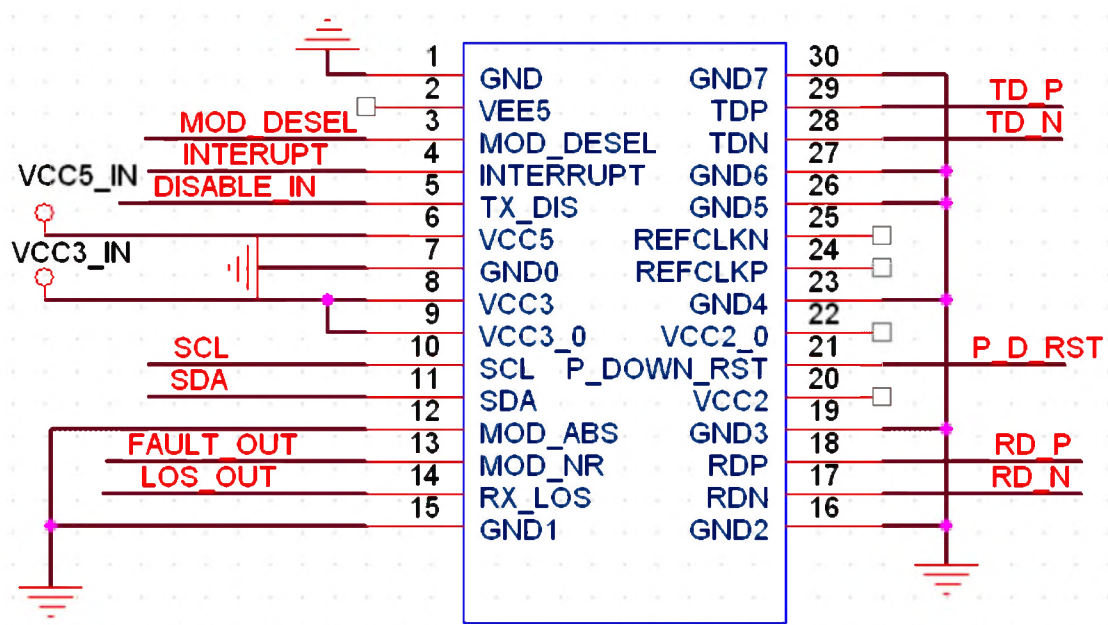 1 30
GND GND7
2 29
VEE5 TDP TD_P
MOD_DESEL 3 28 TD_N
MOD_DESEL TDN
INTERUPT 4 27
INTERRUPT GND6
VCC5_IN DISABLE_IN 5 26
TX_DIS GND5
6 25
VCC5 REFCLKN
VCC3_IN 7 24
GND0 REFCLKP
8 23
VCC3 GND4
9 22
VCC3_0 VCC2_0
SCL 10 21 P_D_RST
SCL P_DOWN_RST
SDA 11 20
SDA VCC2
12 19
MOD_ABS GND3
FAULT_OUT 13 18 RD_P
MOD_NR RDP
LOS_OUT 14 17 RD_N
RX_LOS RDN
15 16
GND1 GND2